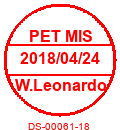 PET MIS
2018/04/24
W.Leonardo
DS-00061-18